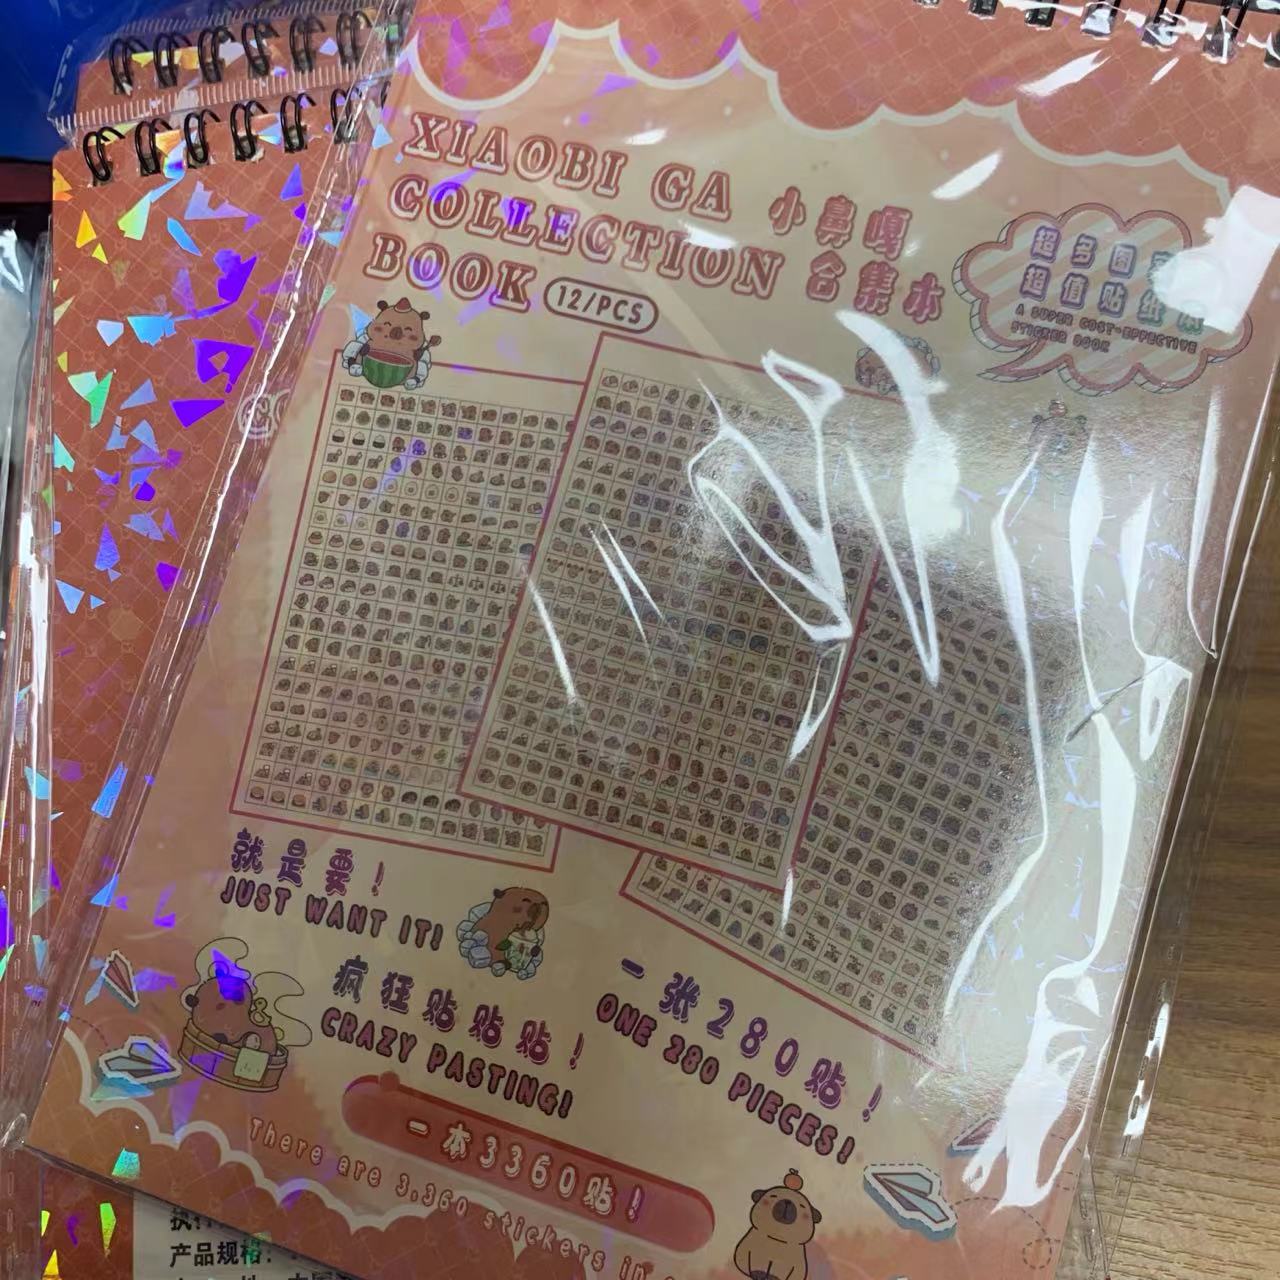 XIAOBI GA 小鼻嘎
COLLECTION 合集本
BOOK 12/PCS
超多图
超值贴纸
A SUPER COST-EFFECTIVE
STICKER BOOK
就是要！
JUST WANT IT!
疯狂贴贴贴！
CRAZY PASTING!
一张280贴！
ONE 280 PIECES!
一本3360贴！
There are 3,360 stickers in
产品规格：